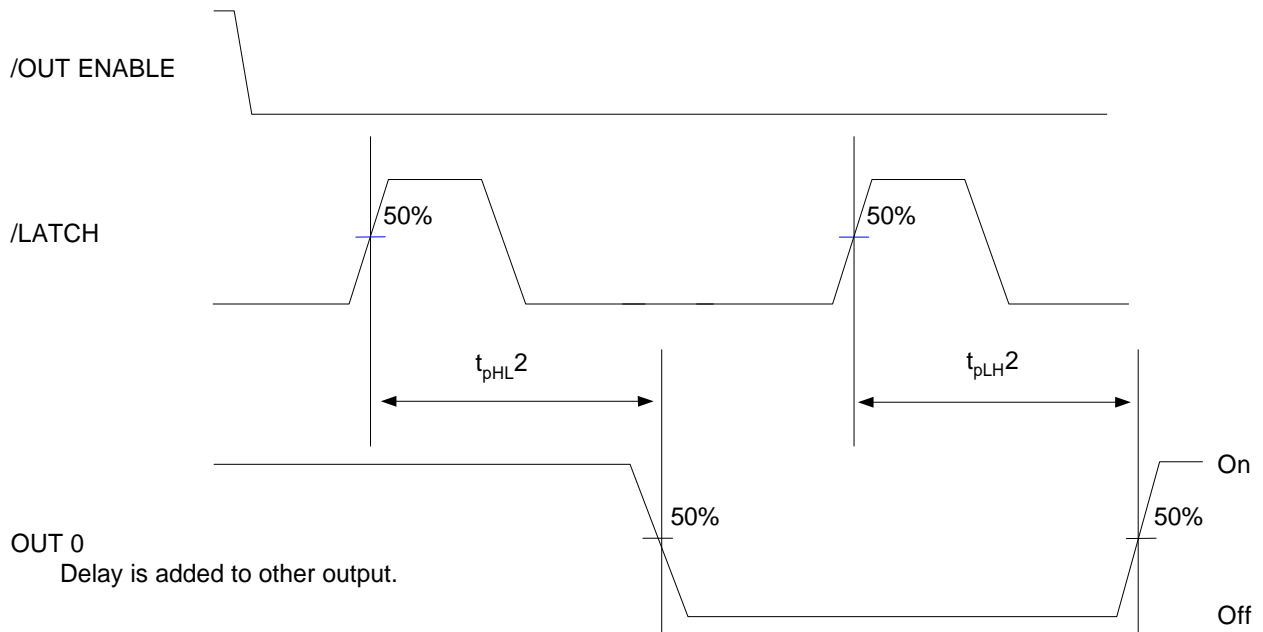 /OUT ENABLE
50%
50%
/LATCH
tpHL2
tpLH2
On
50%
50%
OUT 0
Delay is added to other output.
Off